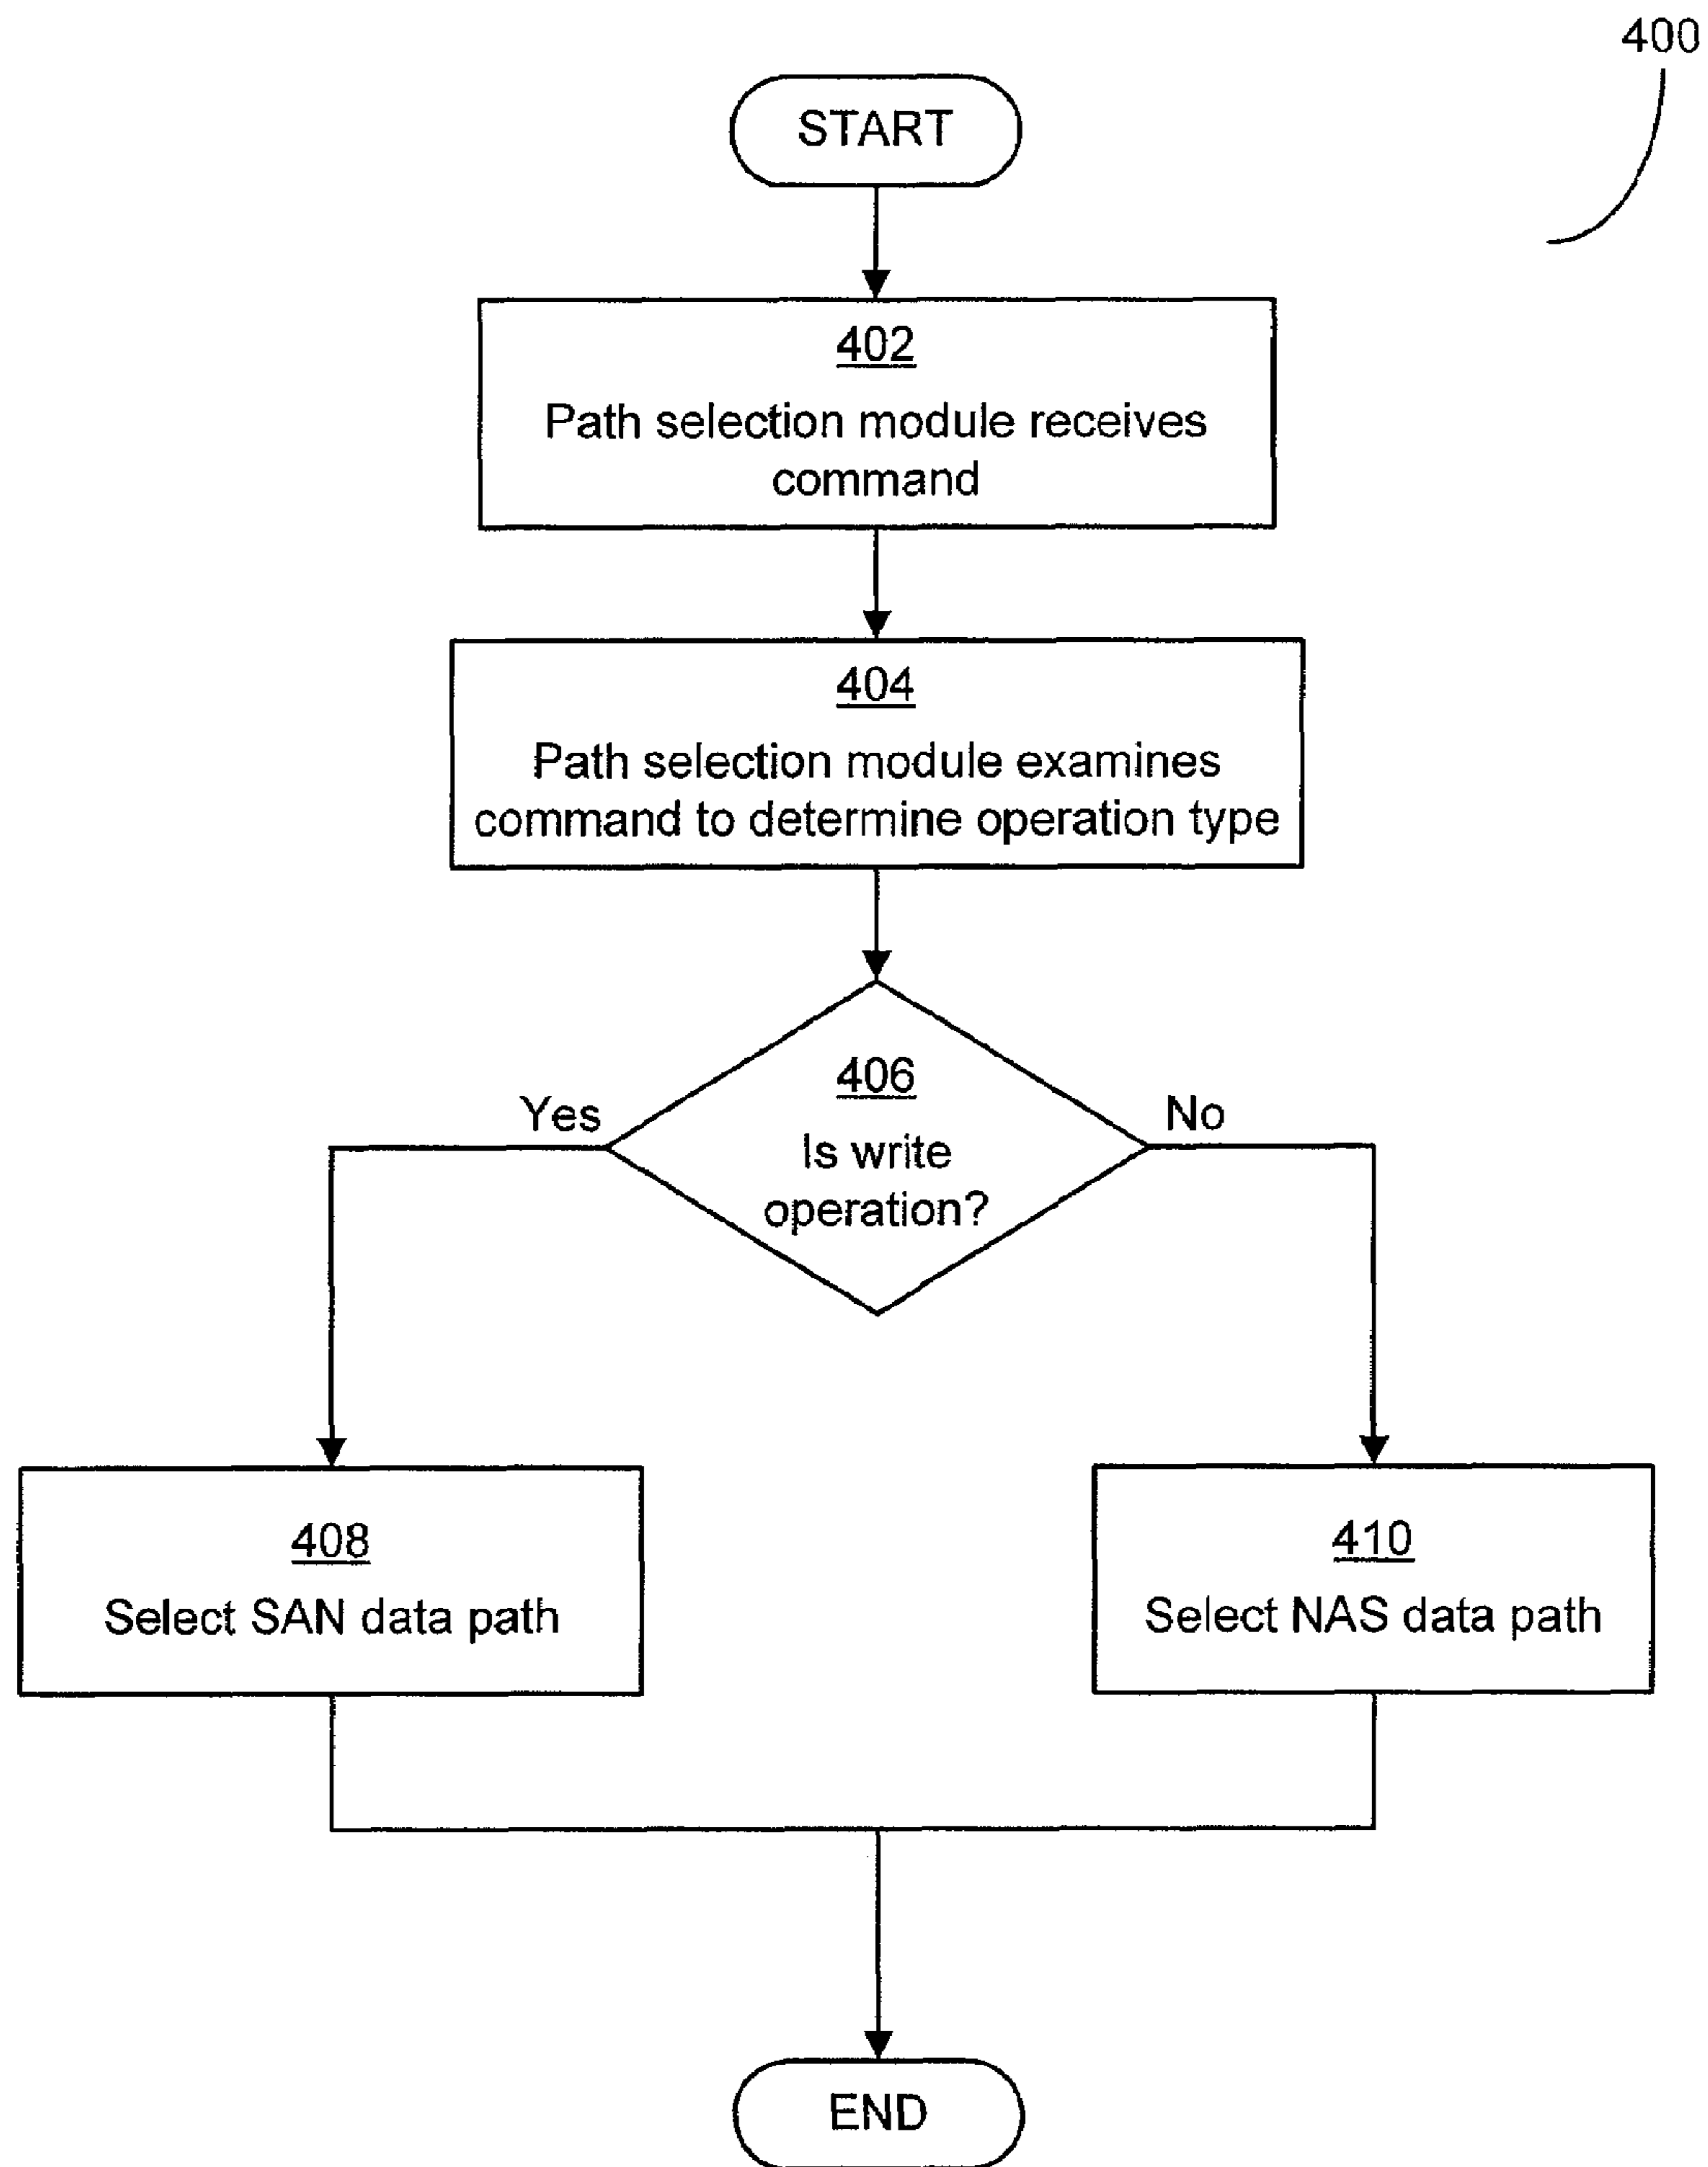 400
START
402
Path selection module receives
command
404
Path selection module examines
command to determine operation type
406
Yes
No
Is write
operation?
408
Select SAN data path
410
Select NAS data path
END